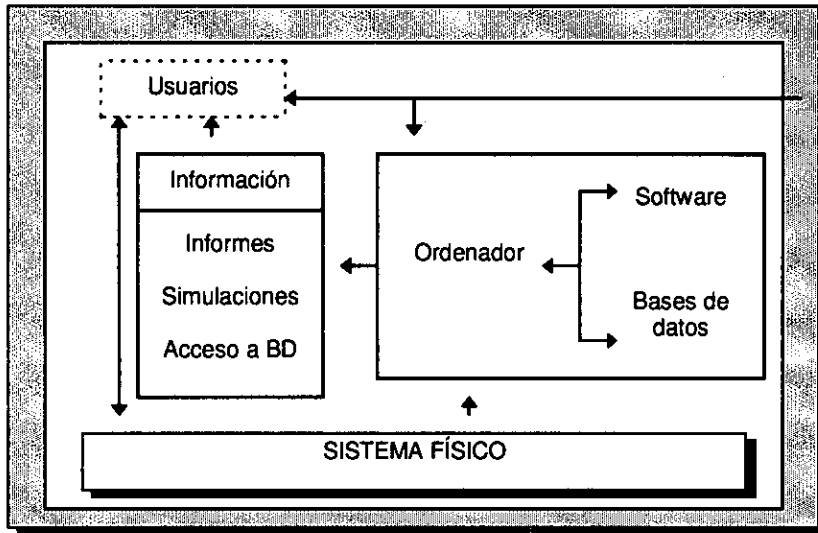 Usuarios
Información
Informes
Simulaciones
Acceso a BD
Ordenador
Software
Bases de
datos
SISTEMA FÍSICO